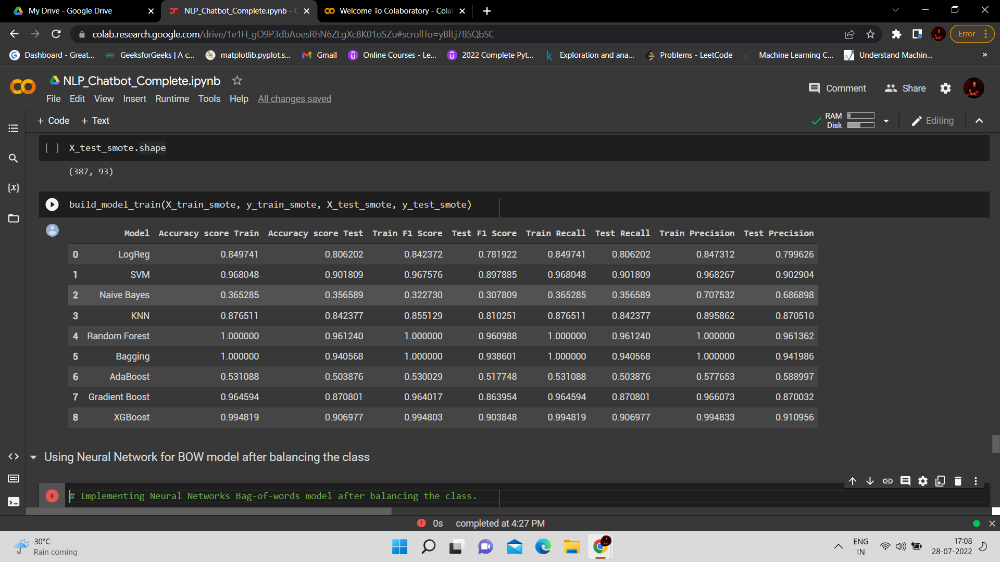 My Drive - Google Drive
NLP_Chatbot_Complete.ipynb - C
Welcome To Colaboratory - Colab
colab.research.google.com/drive/1e1H_gO9P3dbAoesRhN6ZLgXcBK01oSZu#scrollTo=yBlLj78SQbSC
Error
Dashboard - Great...
GeeksforGeeks | A c...
matplotlib.pyplot.s...
Gmail
Online Courses - Le...
2022 Complete Pyt...
Exploration and ana...
Problems - LeetCode
Machine Learning C...
Understand Machin...
»
NLP_Chatbot_Complete.ipynb
Comment
Share
File Edit View Insert Runtime Tools Help All changes saved
+ Code + Text
RAM
Disk
Editing
[ ] X_test_smote.shape
(387, 93)
{x}
build_model_train(X_train_smote, y_train_smote, X_test_smote, y_test_smote)
Model Accuracy score Train Accuracy score Test Train F1 Score Test F1 Score Train Recall Test Recall Train Precision Test Precision
0 LogReg 0.849741 0.806202 0.842372 0.781922 0.849741 0.806202 0.847312 0.799626
1 SVM 0.968048 0.901809 0.967576 0.897885 0.968048 0.901809 0.968267 0.902904
2 Naive Bayes 0.365285 0.356589 0.322730 0.307809 0.365285 0.356589 0.707532 0.686898
3 KNN 0.876511 0.842377 0.855129 0.810251 0.876511 0.842377 0.895862 0.870510
4 Random Forest 1.000000 0.961240 1.000000 0.960988 1.000000 0.961240 1.000000 0.961362
5 Bagging 1.000000 0.940568 1.000000 0.938601 1.000000 0.940568 1.000000 0.941986
6 AdaBoost 0.531088 0.503876 0.530029 0.517748 0.531088 0.503876 0.577653 0.588997
7 Gradient Boost 0.964594 0.870801 0.964017 0.863954 0.964594 0.870801 0.966073 0.870032
8 XGBoost 0.994819 0.906977 0.994803 0.903848 0.994819 0.906977 0.994833 0.910956
Using Neural Network for BOW model after balancing the class
# Implementing Neural Networks Bag-of-words model after balancing the class.
0s completed at 4:27 PM
30°C
Rain coming
ENG
IN
17:08
28-07-2022